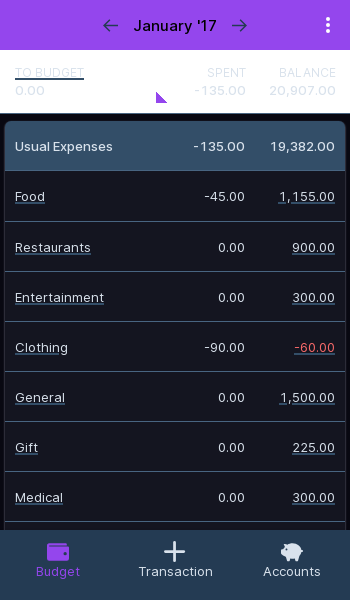 January '17
TO BUDGET SPENT BALANCE
0.00 -135.00 20,907.00
Usual Expenses -135.00 19,382.00
Food -45.00 1,155.00
Restaurants 0.00 900.00
Entertainment 0.00 300.00
Clothing -90.00 -60.00
General 0.00 1,500.00
Gift 0.00 225.00
Medical 0.00 300.00
Budget Transaction Accounts